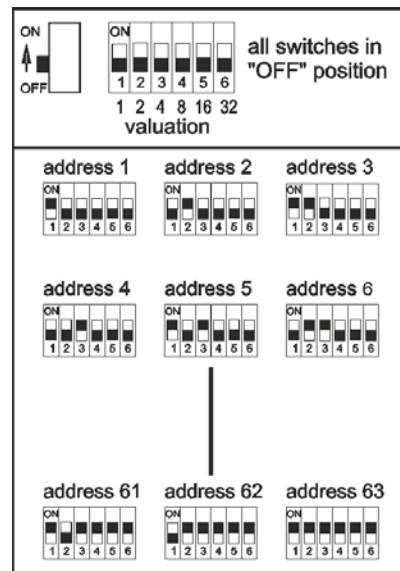 ON
OFF
ON
1 2 3 4 5 6
1 2 4 8 16 32
valuation
all switches in
"OFF" position
address 1
ON
1 2 3 4 5 6
address 2
ON
1 2 3 4 5 6
address 3
ON
1 2 3 4 5 6
address 4
ON
1 2 3 4 5 6
address 5
ON
1 2 3 4 5 6
address 6
ON
1 2 3 4 5 6
address 61
ON
1 2 3 4 5 6
address 62
ON
1 2 3 4 5 6
address 63
ON
1 2 3 4 5 6